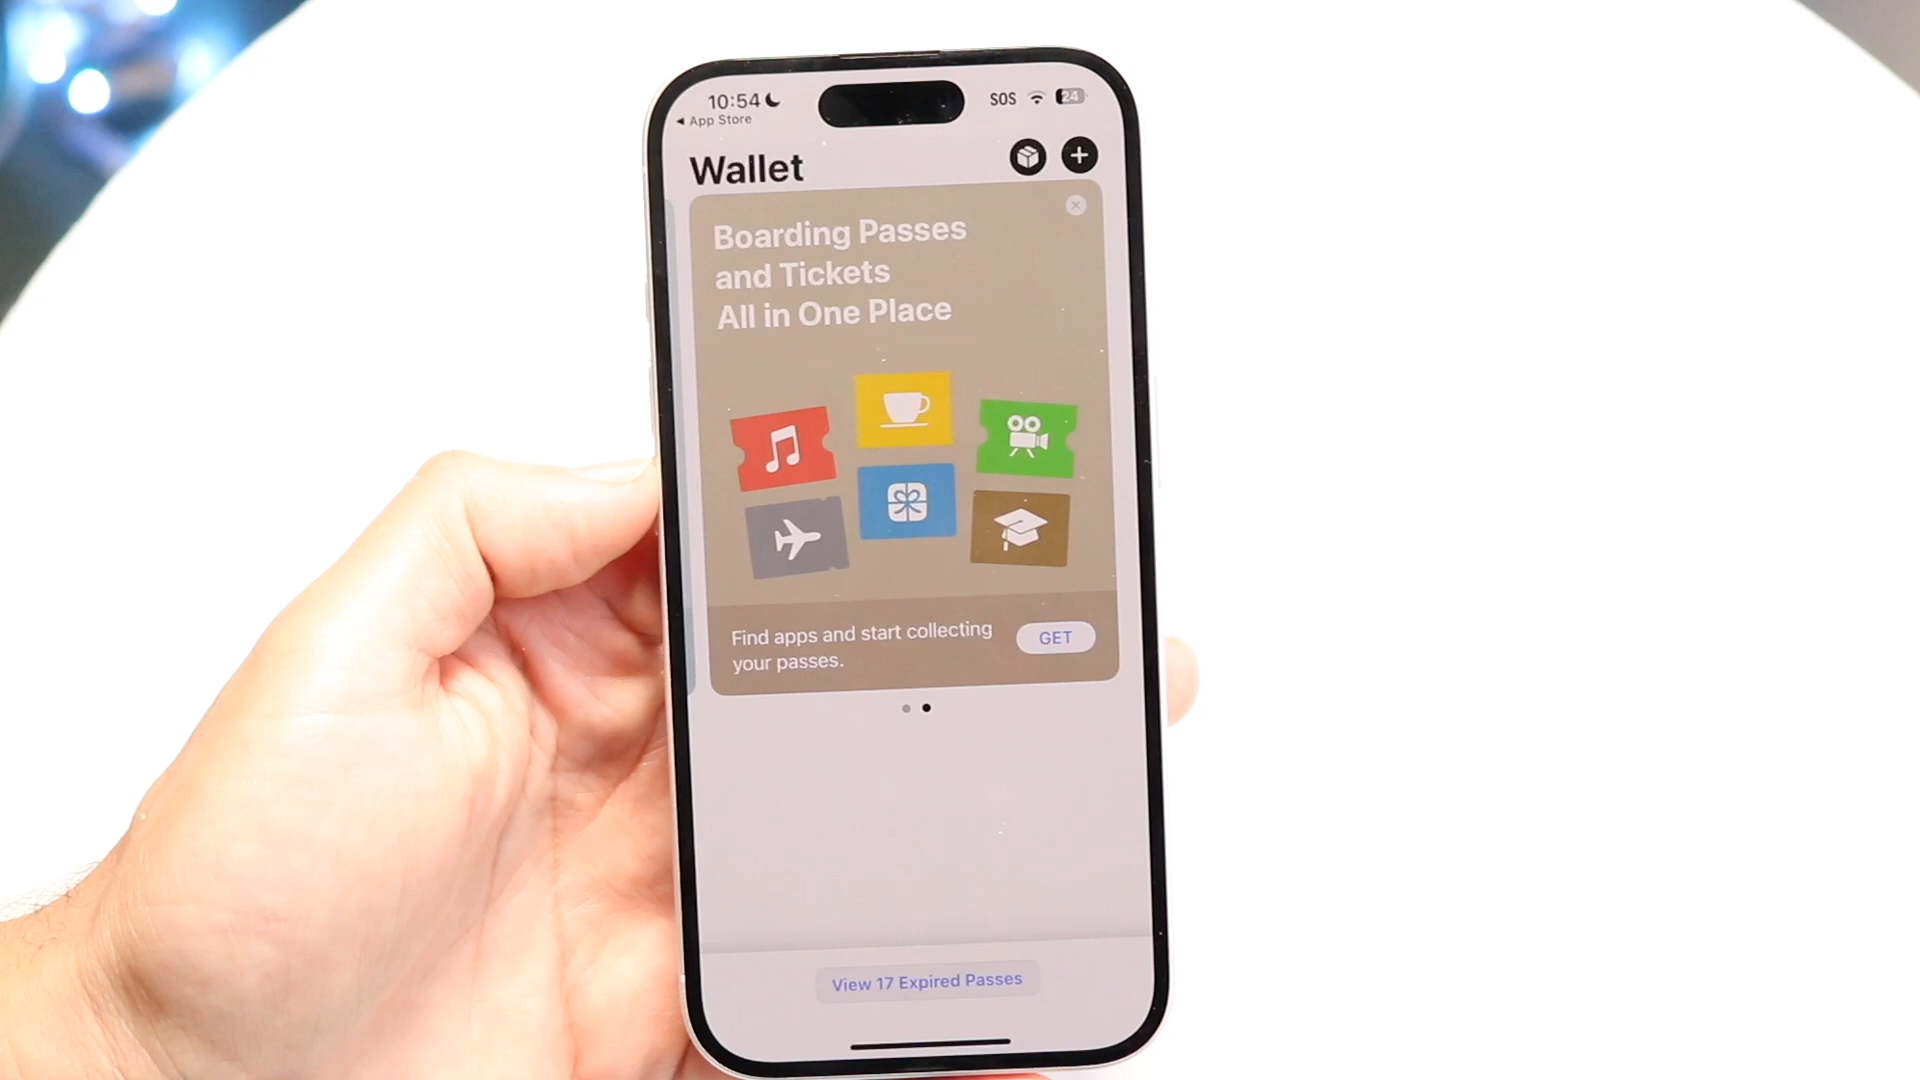 10:54
SOS
24
◀ App Store
Wallet
Boarding Passes
and Tickets
All in One Place
Find apps and start collecting
your passes.
GET
View 17 Expired Passes